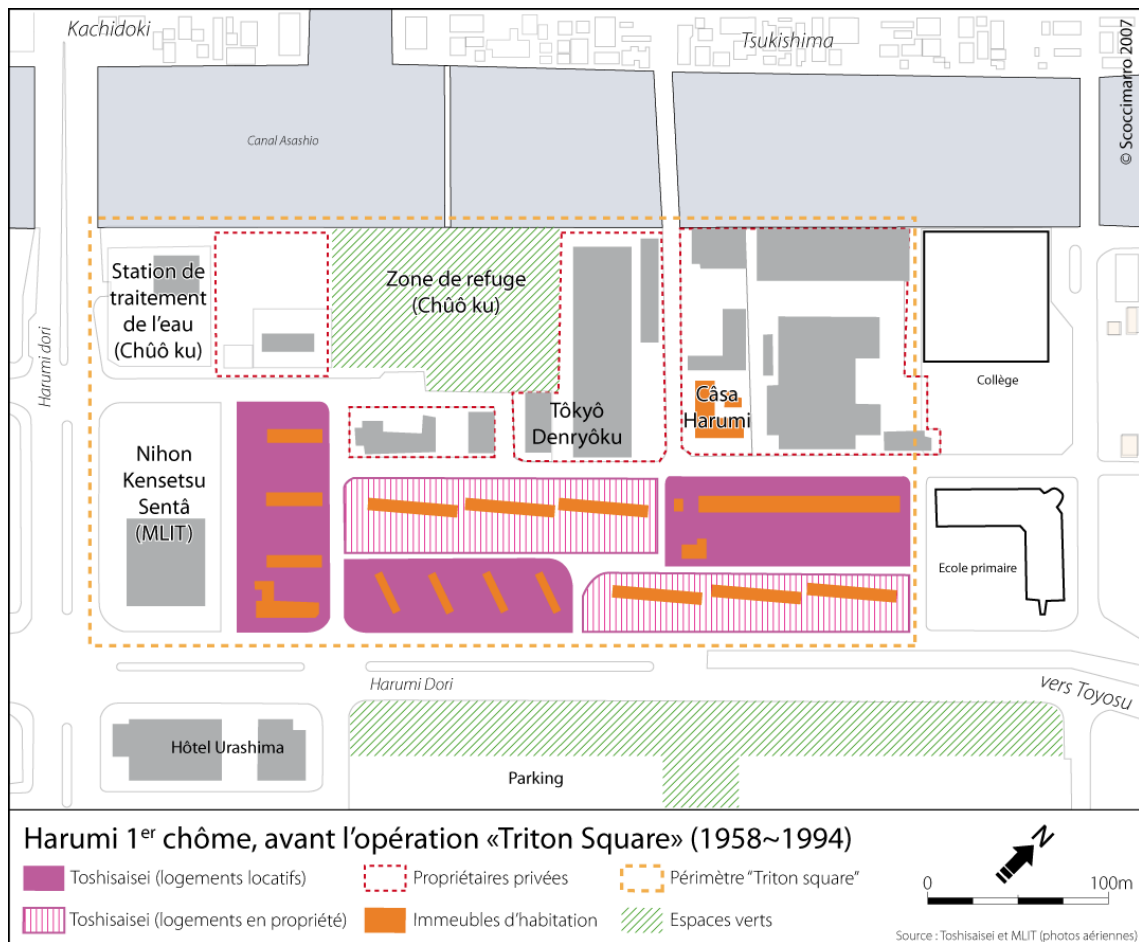 Kachidoki
Tsukishima
© Scoccimarro 2007
Canal Asashio
Harumi dori
Station de
traitement
de l'eau
(Chûô ku)
Zone de refuge
(Chûô ku)
Collège
Câsa
Harumi
Tôkyô
Denryôku
Nihon
Kensetsu
Sentâ
(MLIT)
Ecole primaire
Harumi Dori
vers Toyosu
Hôtel Urashima
Parking
Harumi 1er chôme, avant l'opération «Triton Square» (1958~1994)
Toshisaisei (logements locatifs)
Propriétaires privées
Périmètre "Triton square"
Toshisaisei (logements en propriété)
Immeubles d'habitation
Espaces verts
N
0 100m
Source : Toshisaisei et MLIT (photos aériennes)